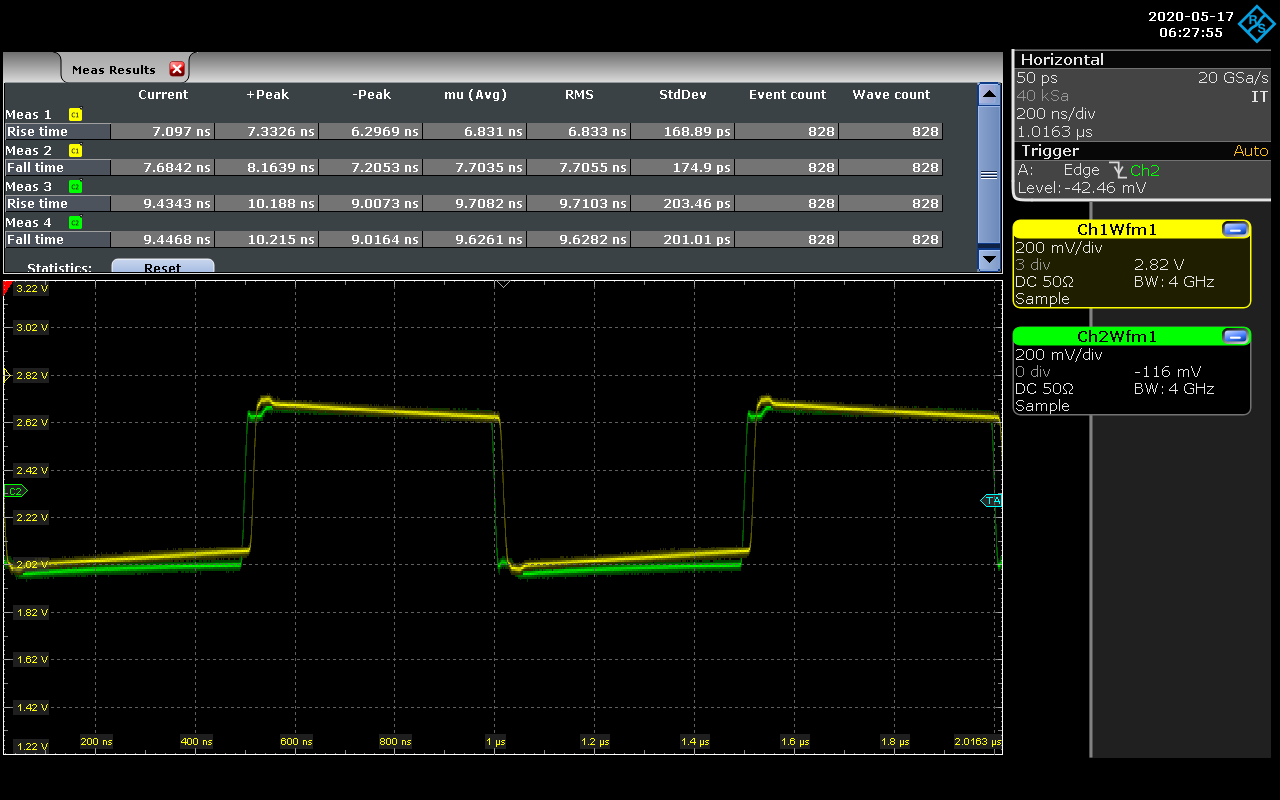 2020-05-17
06:27:55
R S
Meas Results
Current +Peak -Peak mu (Avg) RMS StdDev Event count Wave count
Meas 1 C1
Rise time 7.097 ns 7.3326 ns 6.2969 ns 6.831 ns 6.833 ns 168.89 ps 828 828
Meas 2 C1
Fall time 7.6842 ns 8.1639 ns 7.2053 ns 7.7035 ns 7.7055 ns 174.9 ps 828 828
Meas 3 C2
Rise time 9.4343 ns 10.188 ns 9.0073 ns 9.7082 ns 9.7103 ns 203.46 ps 828 828
Meas 4 C2
Fall time 9.4468 ns 10.215 ns 9.0164 ns 9.6261 ns 9.6282 ns 201.01 ps 828 828
Statistics: Reset
3.22 V
3.02 V
2.82 V
2.62 V
2.42 V
C2
2.22 V
TA
2.02 V
1.82 V
1.62 V
1.42 V
1.22 V
200 ns 400 ns 600 ns 800 ns 1 µs 1.2 µs 1.4 µs 1.6 µs 1.8 µs 2.0163 µs
Horizontal
50 ps 20 GSa/s
40 kSa IT
200 ns/div
1.0163 µs
Trigger Auto
A: Edge Ch2
Level: -42.46 mV
Ch1Wfm1
200 mV/div
3 div 2.82 V
DC 50Ω BW: 4 GHz
Sample
Ch2Wfm1
200 mV/div
0 div -116 mV
DC 50Ω BW: 4 GHz
Sample